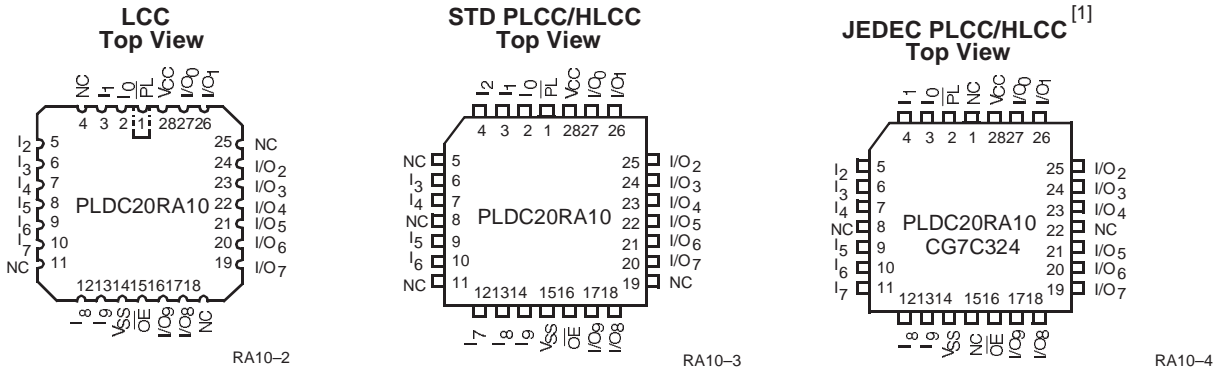 LCC
Top View
NC I1 I0 PL VCC I/O0 I/O1
4 3 2 1 28 27 26
I2 5
I3 6
I4 7
I5 8
I6 9
I7 10
NC 11
PLDC20RA10
25 NC
24 I/O2
23 I/O3
22 I/O4
21 I/O5
20 I/O6
19 I/O7
12 13 14 15 16 17 18
I8 I9 VSS OE I/O9 I/O8 NC
RA10–2
STD PLCC/HLCC
Top View
I2 I1 I0 PL VCC I/O0 I/O1
4 3 2 1 28 27 26
NC 5
I3 6
I4 7
NC 8
I5 9
I6 10
NC 11
PLDC20RA10
25 I/O2
24 I/O3
23 I/O4
22 I/O5
21 I/O6
20 I/O7
19 NC
12 13 14 15 16 17 18
I7 I8 I9 VSS OE I/O9 I/O8
RA10–3
JEDEC PLCC/HLCC [1]
Top View
I1 I0 PL NC VCC I/O0 I/O1
4 3 2 1 28 27 26
I2 5
I3 6
I4 7
NC 8
I5 9
I6 10
I7 11
PLDC20RA10
CG7C324
25 I/O2
24 I/O3
23 I/O4
22 NC
21 I/O5
20 I/O6
19 I/O7
12 13 14 15 16 17 18
I8 I9 VSS NC OE I/O9 I/O8
RA10–4